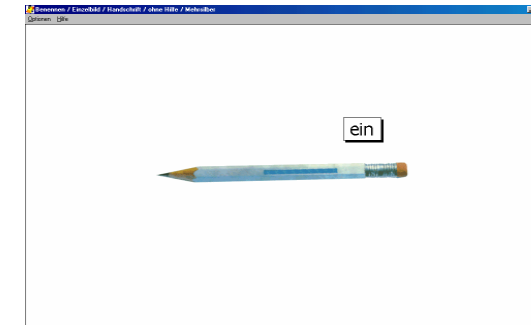 Benennen / Einzelbild / Handschrift / ohne Hilfe / Mehrsilber
Optionen Hilfe
ein